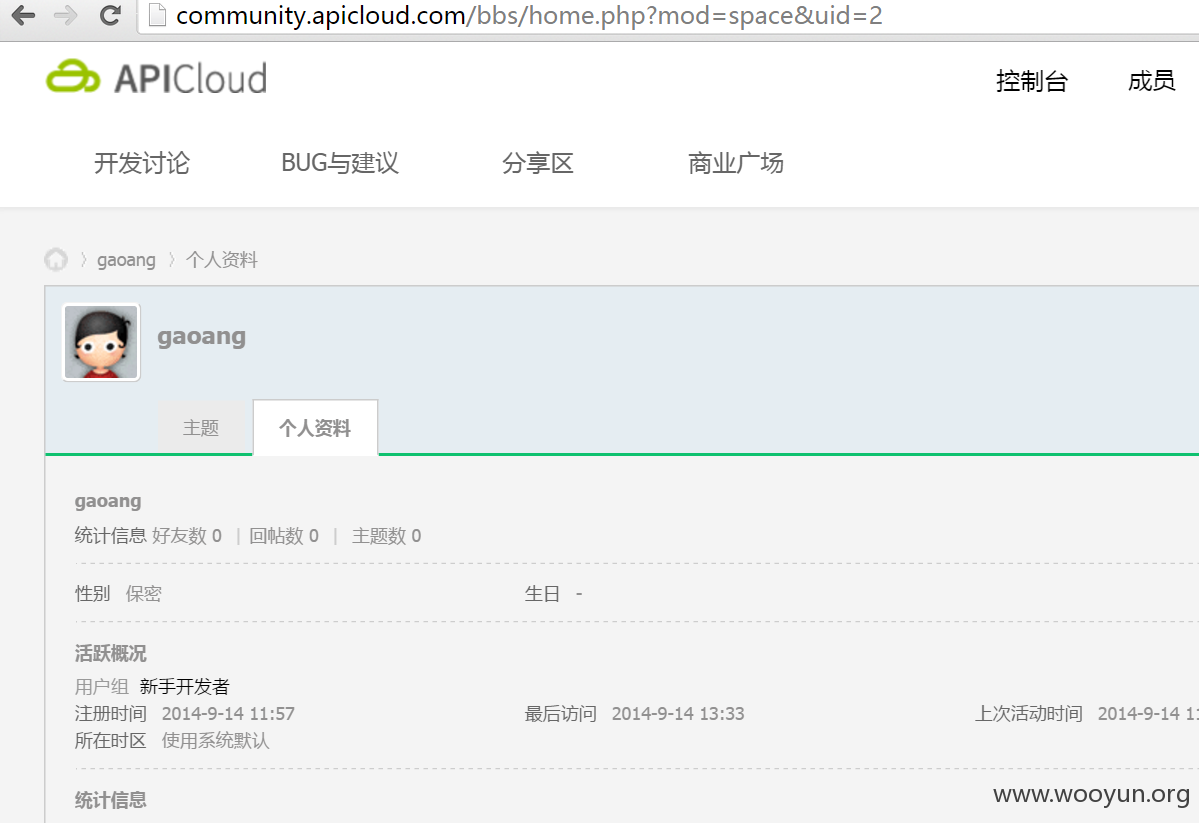 community.apicloud.com/bbs/home.php?mod=space&uid=2
APICloud
控制台 成员
开发讨论 BUG与建议 分享区 商业广场
gaoang 个人资料
gaoang
主题 个人资料
gaoang
统计信息 好友数 0 | 回帖数 0 | 主题数 0
性别 保密 生日 -
活跃概况
用户组 新手开发者
注册时间 2014-9-14 11:57 最后访问 2014-9-14 13:33 上次活动时间 2014-9-14 11
所在时区 使用系统默认
统计信息
www.wooyun.org